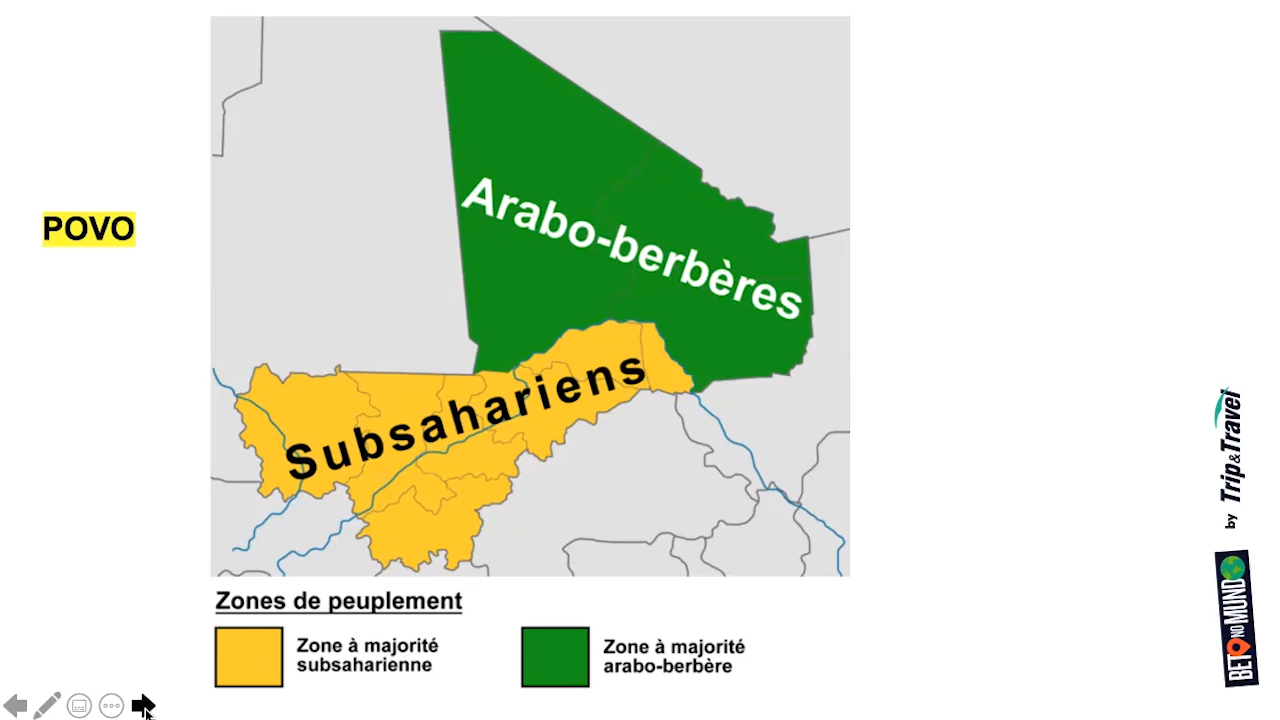 POVO
Arabo-berbères
Subsahariens
Zones de peuplement
Zone à majorité
subsaharienne
Zone à majorité
arabo-berbère
by Trip&Travel
BETO NO MUNDO